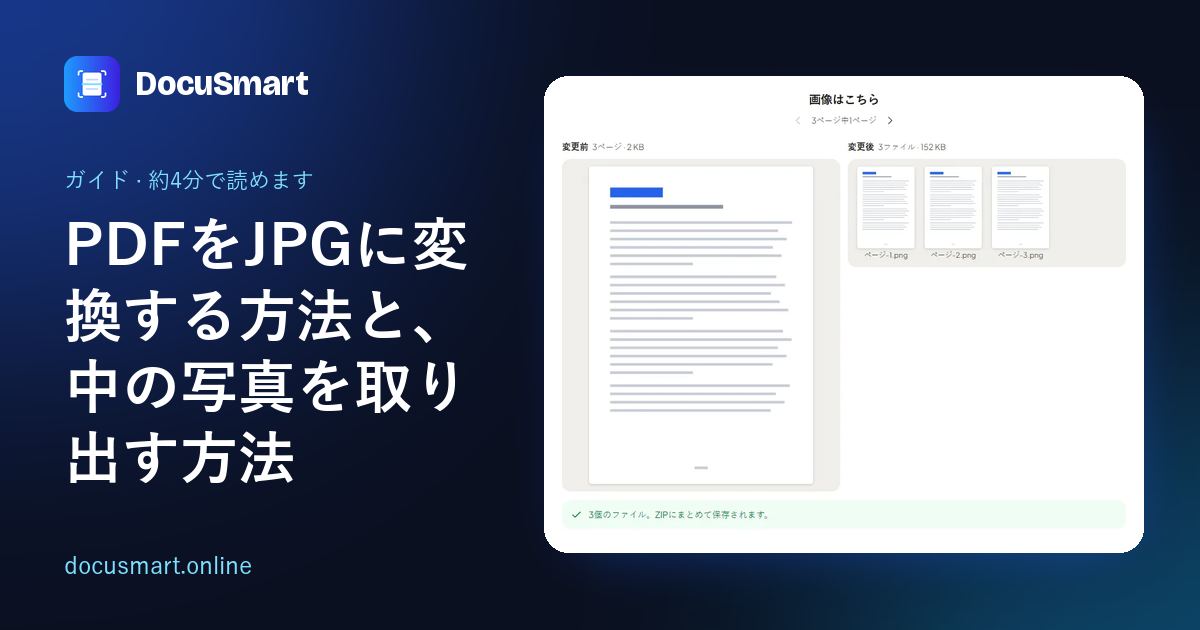 DocuSmart
ガイド · 約4分で読めます
PDFをJPGに変
換する方法と、
中の写真を取り
出す方法
docusmart.online
画像はこちら
3ページ中1ページ
変更前 3ページ · 2 KB
変更後 3ファイル · 152 KB
ページ-1.png ページ-2.png ページ-3.png
3個のファイル。ZIPにまとめて保存されます。